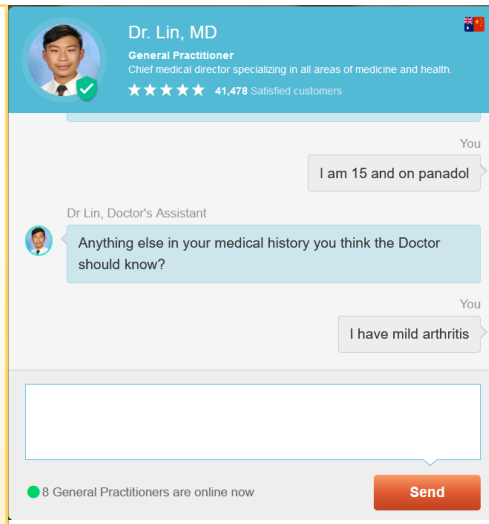 Dr. Lin, MD
General Practitioner
Chief medical director specializing in all areas of medicine and health.
41,478 Satisfied customers
You
I am 15 and on panadol
Dr Lin, Doctor's Assistant
Anything else in your medical history you think the Doctor
should know?
You
I have mild arthritis
8 General Practitioners are online now
Send